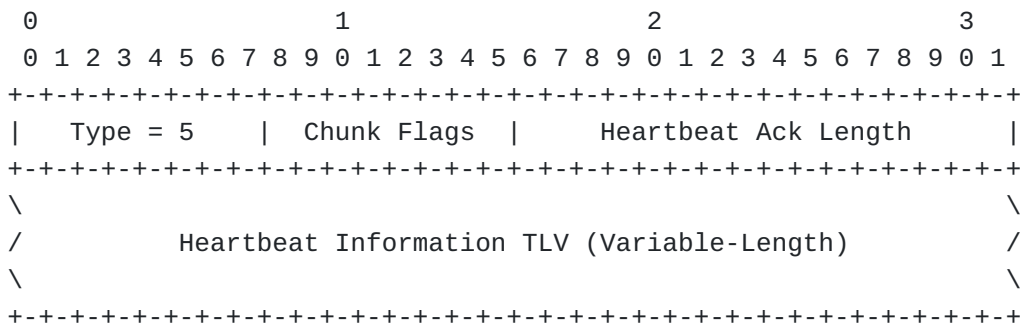 0                   1                   2                   3
 0 1 2 3 4 5 6 7 8 9 0 1 2 3 4 5 6 7 8 9 0 1 2 3 4 5 6 7 8 9 0 1
+-+-+-+-+-+-+-+-+-+-+-+-+-+-+-+-+-+-+-+-+-+-+-+-+-+-+-+-+-+-+-+-+
|   Type = 5    |  Chunk Flags  |     Heartbeat Ack Length      |
+-+-+-+-+-+-+-+-+-+-+-+-+-+-+-+-+-+-+-+-+-+-+-+-+-+-+-+-+-+-+-+-+
\                                                               \
/          Heartbeat Information TLV (Variable-Length)          /
\                                                               \
+-+-+-+-+-+-+-+-+-+-+-+-+-+-+-+-+-+-+-+-+-+-+-+-+-+-+-+-+-+-+-+-+